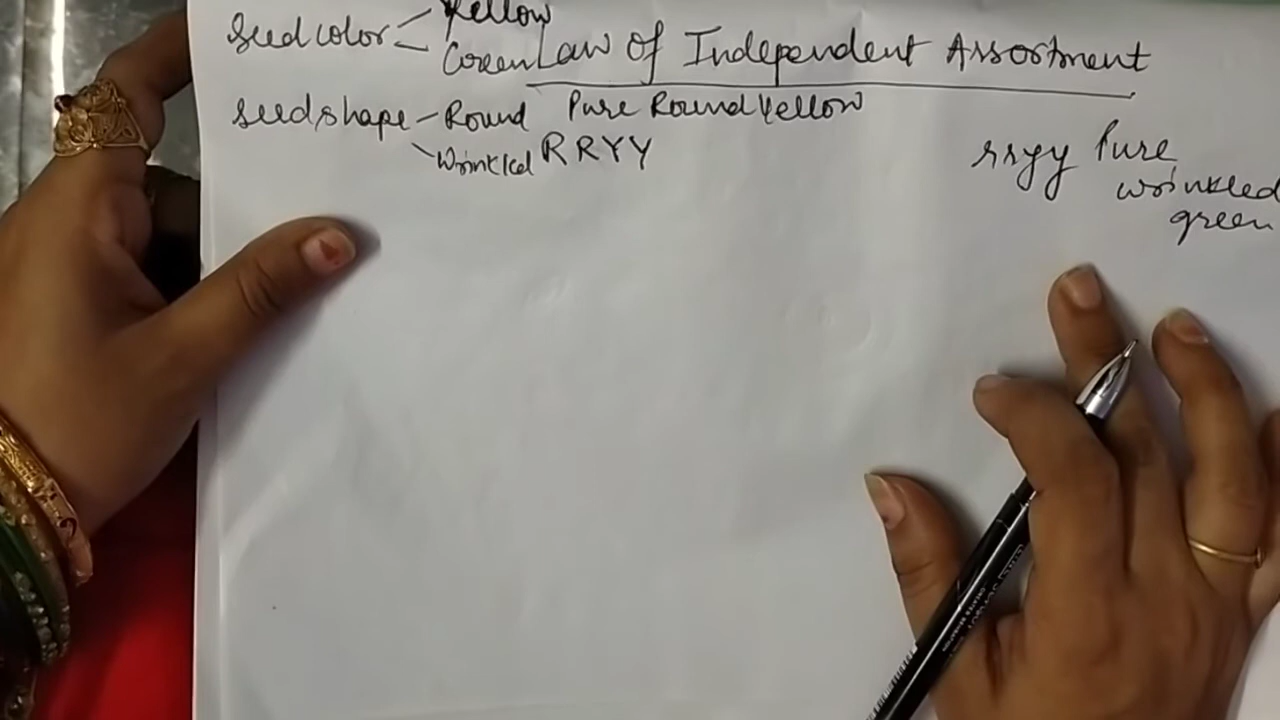 Seed color Yellow
Green Law of Independent Assortment
Seed shape - Round Pure Round Yellow
Wrinkled RRYY
rryy Pure
wrinkled
green